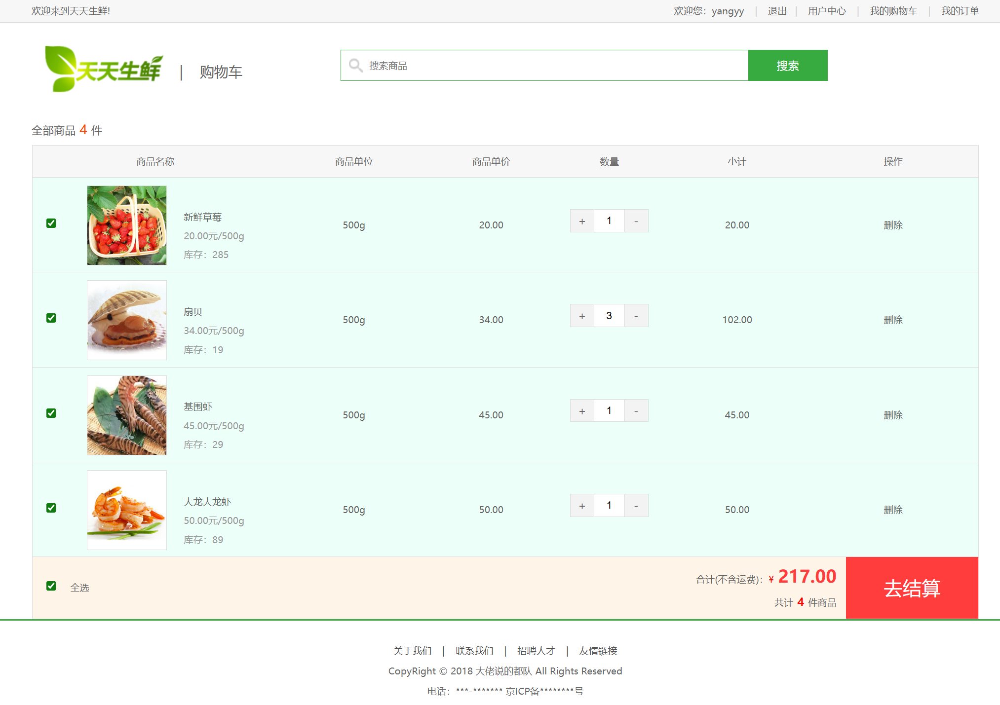 欢迎来到天天生鲜!
欢迎您：yangyy | 退出 | 用户中心 | 我的购物车 | 我的订单
天天生鲜 | 购物车
搜索商品 搜索
全部商品 4 件
商品名称 商品单位 商品单价 数量 小计 操作
新鲜草莓
20.00元/500g
库存：285
500g 20.00 + 1 - 20.00 删除
扇贝
34.00元/500g
库存：19
500g 34.00 + 3 - 102.00 删除
基围虾
45.00元/500g
库存：29
500g 45.00 + 1 - 45.00 删除
大龙大龙虾
50.00元/500g
库存：89
500g 50.00 + 1 - 50.00 删除
全选
合计(不含运费)：¥ 217.00
共计 4 件商品
去结算
关于我们 | 联系我们 | 招聘人才 | 友情链接
CopyRight © 2018 大佬说的都队 All Rights Reserved
电话：***-******* 京ICP备********号